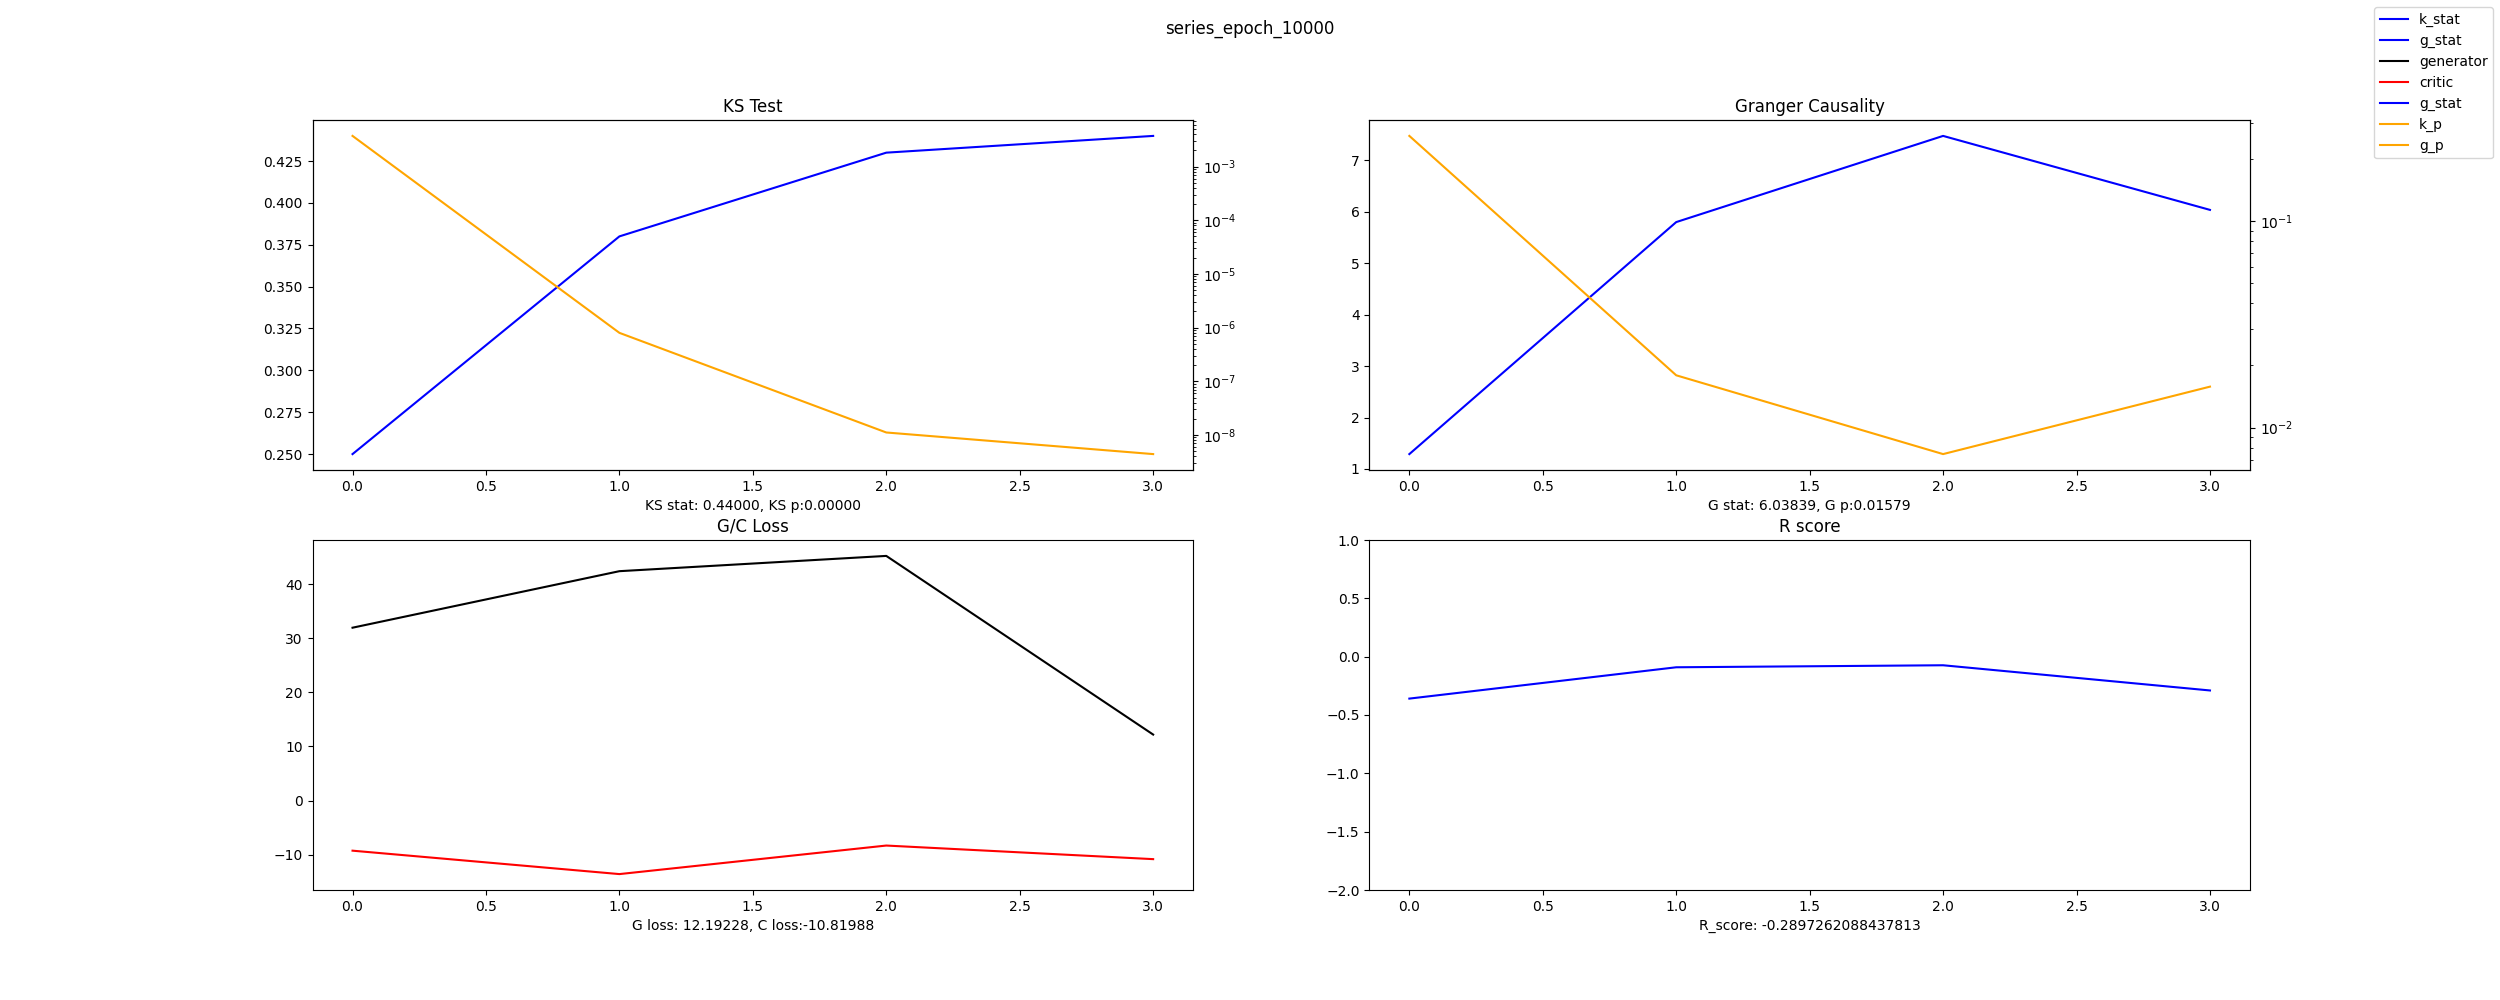 series_epoch_10000
k_stat
g_stat
generator
critic
g_stat
k_p
g_p
KS Test
0.425
0.400
0.375
0.350
0.325
0.300
0.275
0.250
10⁻³
10⁻⁴
10⁻⁵
10⁻⁶
10⁻⁷
10⁻⁸
0.0 0.5 1.0 1.5 2.0 2.5 3.0
KS stat: 0.44000, KS p:0.00000
Granger Causality
7
6
5
4
3
2
1
10⁻¹
10⁻²
0.0 0.5 1.0 1.5 2.0 2.5 3.0
G stat: 6.03839, G p:0.01579
G/C Loss
40
30
20
10
0
−10
0.0 0.5 1.0 1.5 2.0 2.5 3.0
G loss: 12.19228, C loss:-10.81988
R score
1.0
0.5
0.0
−0.5
−1.0
−1.5
−2.0
0.0 0.5 1.0 1.5 2.0 2.5 3.0
R_score: -0.2897262088437813